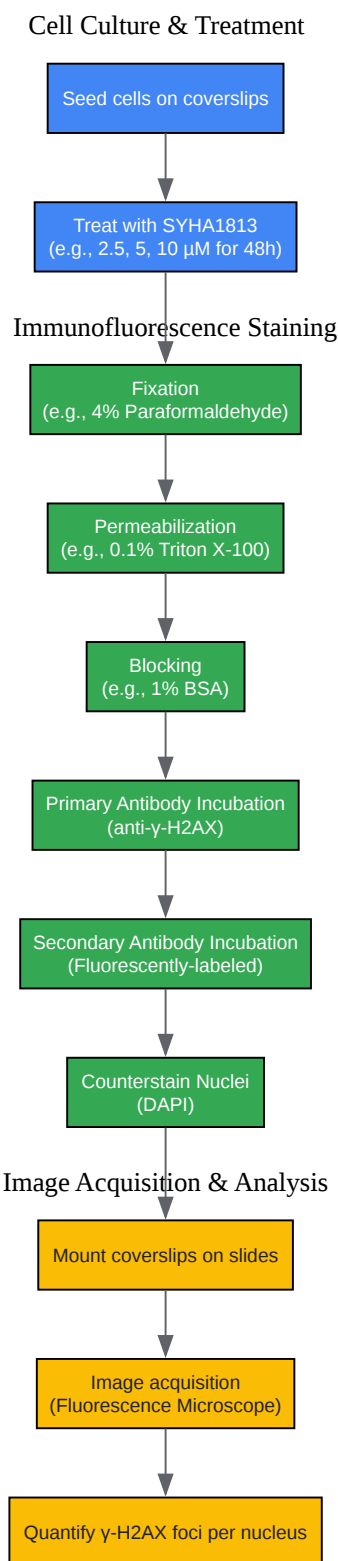 Cell Culture & Treatment
Seed cells on coverslips
Treat with SYHA1813
(e.g., 2.5, 5, 10 µM for 48h)
Immunofluorescence Staining
Fixation
(e.g., 4% Paraformaldehyde)
Permeabilization
(e.g., 0.1% Triton X-100)
Blocking
(e.g., 1% BSA)
Primary Antibody Incubation
(anti-γ-H2AX)
Secondary Antibody Incubation
(Fluorescently-labeled)
Counterstain Nuclei
(DAPI)
Image Acquisition & Analysis
Mount coverslips on slides
Image acquisition
(Fluorescence Microscope)
Quantify γ-H2AX foci per nucleus